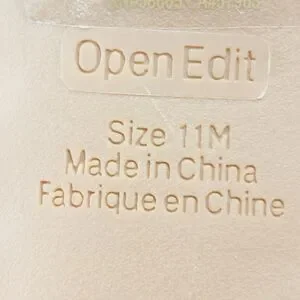 Open Edit
Size 11M
Made in China
Fabrique en Chine